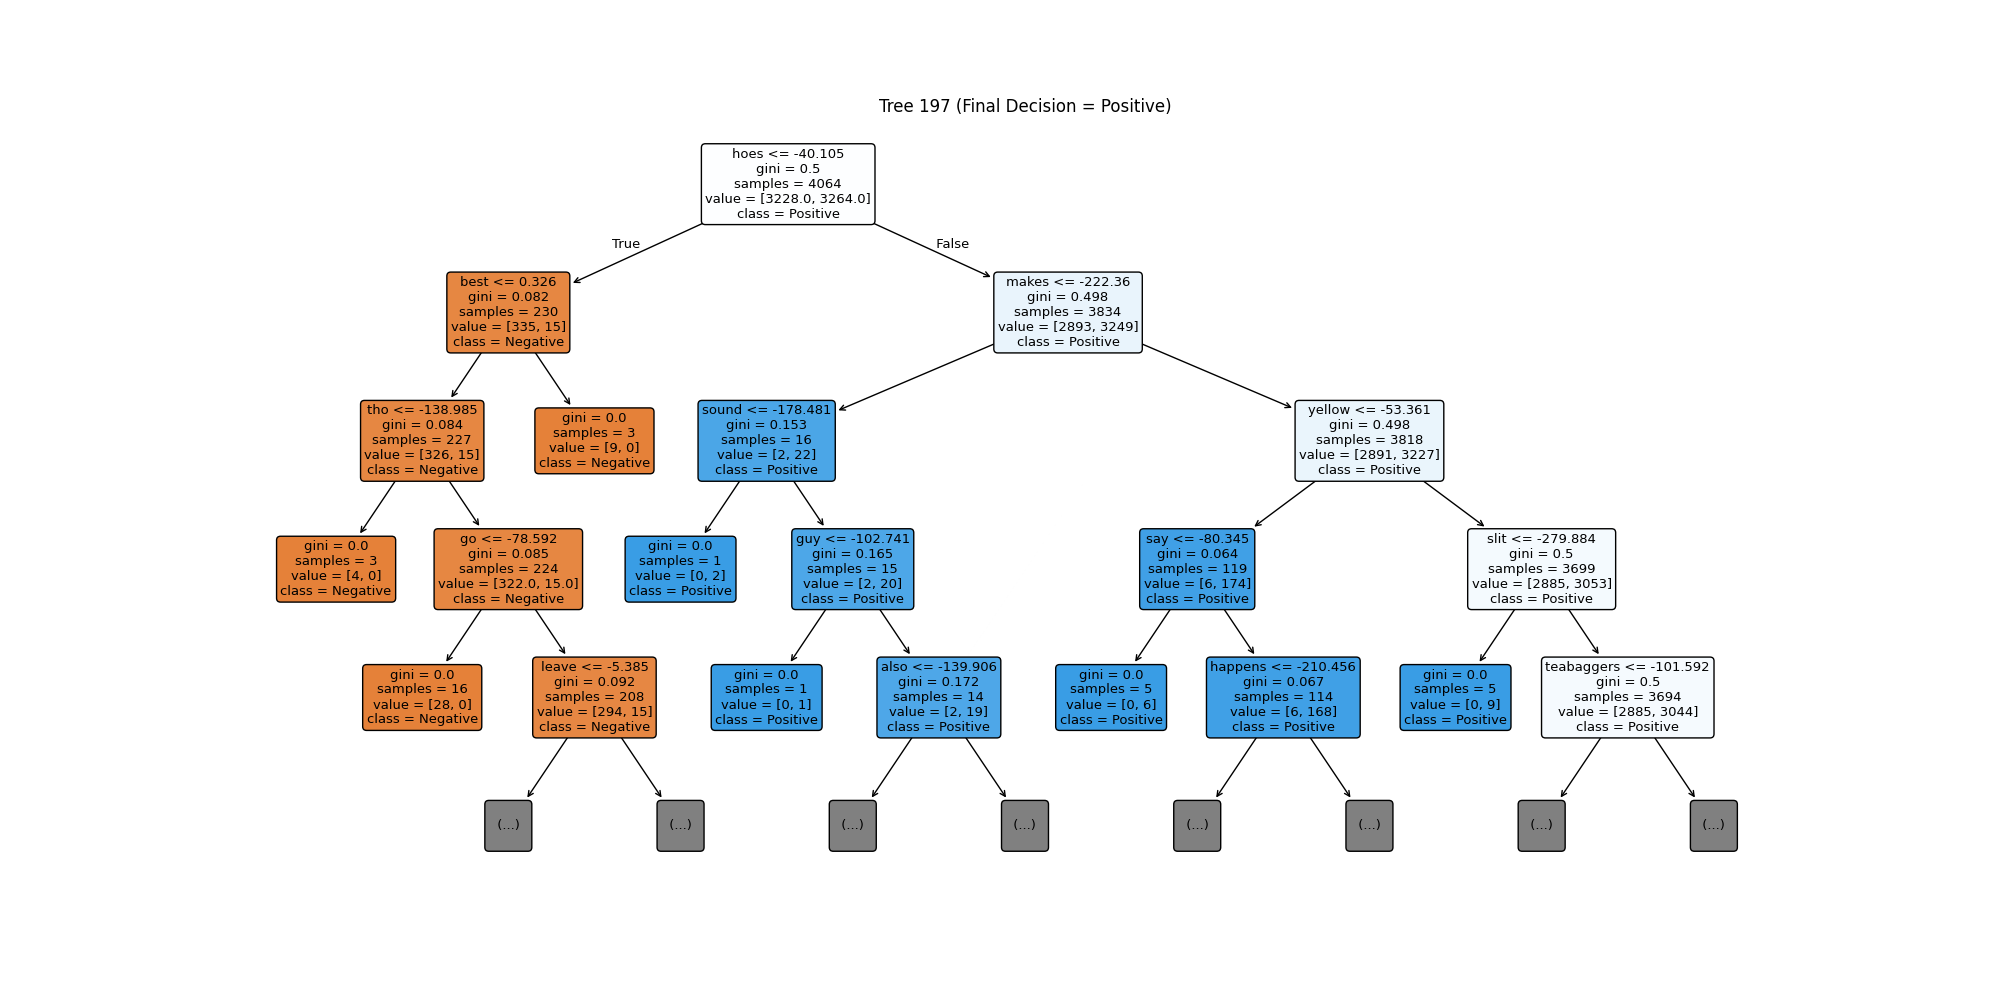 Tree 197 (Final Decision = Positive)
hoes <= -40.105
gini = 0.5
samples = 4064
value = [3228.0, 3264.0]
class = Positive
True
False
best <= 0.326
gini = 0.082
samples = 230
value = [335, 15]
class = Negative
makes <= -222.36
gini = 0.498
samples = 3834
value = [2893, 3249]
class = Positive
tho <= -138.985
gini = 0.084
samples = 227
value = [326, 15]
class = Negative
gini = 0.0
samples = 3
value = [9, 0]
class = Negative
sound <= -178.481
gini = 0.153
samples = 16
value = [2, 22]
class = Positive
yellow <= -53.361
gini = 0.498
samples = 3818
value = [2891, 3227]
class = Positive
gini = 0.0
samples = 3
value = [4, 0]
class = Negative
go <= -78.592
gini = 0.085
samples = 224
value = [322.0, 15.0]
class = Negative
gini = 0.0
samples = 1
value = [0, 2]
class = Positive
guy <= -102.741
gini = 0.165
samples = 15
value = [2, 20]
class = Positive
say <= -80.345
gini = 0.064
samples = 119
value = [6, 174]
class = Positive
slit <= -279.884
gini = 0.5
samples = 3699
value = [2885, 3053]
class = Positive
gini = 0.0
samples = 16
value = [28, 0]
class = Negative
leave <= -5.385
gini = 0.092
samples = 208
value = [294, 15]
class = Negative
gini = 0.0
samples = 1
value = [0, 1]
class = Positive
also <= -139.906
gini = 0.172
samples = 14
value = [2, 19]
class = Positive
gini = 0.0
samples = 5
value = [0, 6]
class = Positive
happens <= -210.456
gini = 0.067
samples = 114
value = [6, 168]
class = Positive
gini = 0.0
samples = 5
value = [0, 9]
class = Positive
teabaggers <= -101.592
gini = 0.5
samples = 3694
value = [2885, 3044]
class = Positive
(...)
(...)
(...)
(...)
(...)
(...)
(...)
(...)